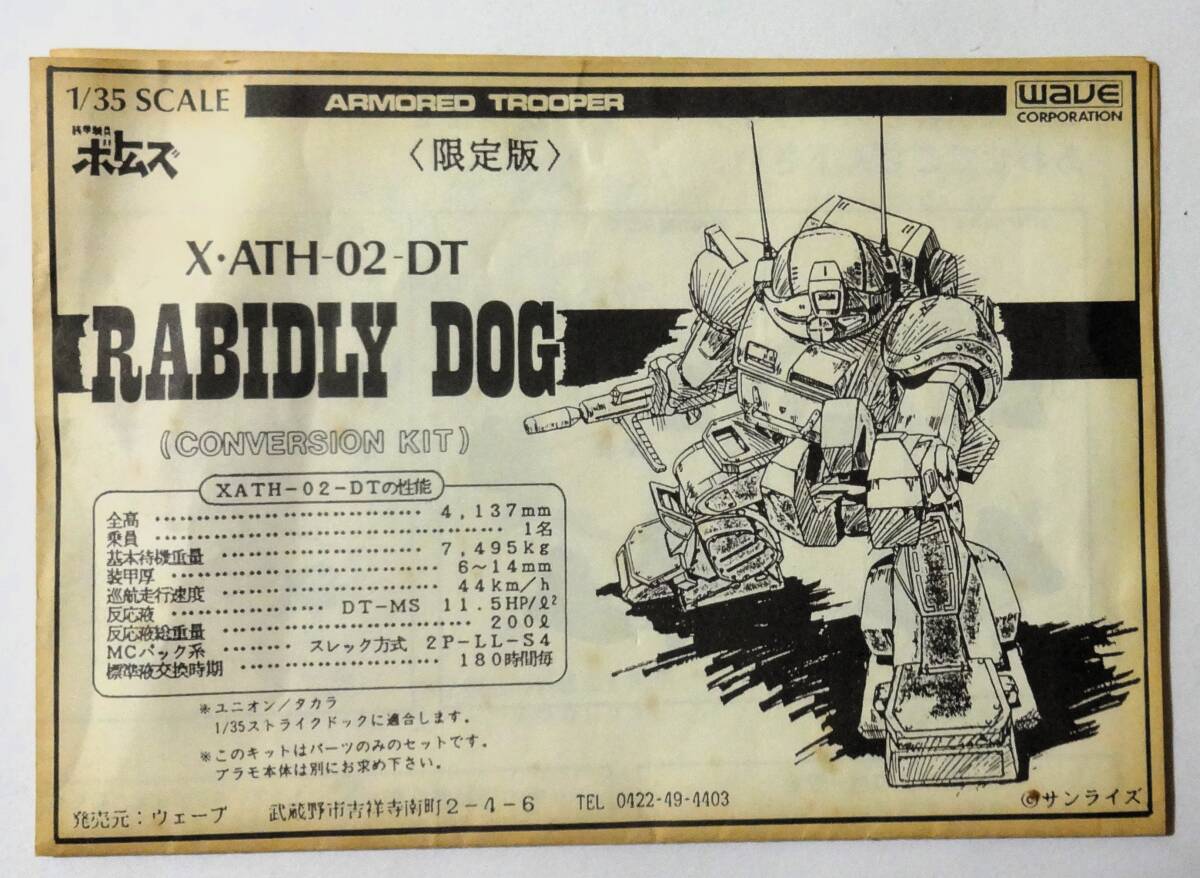 1/35 SCALE
ARMORED TROOPER
WAVE
CORPORATION
装甲騎兵
ボトムズ
〈限定版〉
X・ATH-02-DT
RABIDLY DOG
(CONVERSION KIT)
XATH-02-DTの性能
全高 4,137mm
乗員 1名
基本待機重量 7,495kg
装甲厚 6〜14mm
巡航走行速度 44km/h
反応液 DT-MS 11.5HP/ℓ²
反応液総重量 200ℓ
MCパック系 スレック方式 2P-LL-S4
標準液交換時期 180時間毎
※ユニオン/タカラ
1/35ストライクドックに適合します。
※このキットはパーツのみのセットです。
プラモ本体は別にお求め下さい。
発売元:ウェーブ 武蔵野市吉祥寺南町2-4-6 TEL 0422-49-4403
©サンライズ